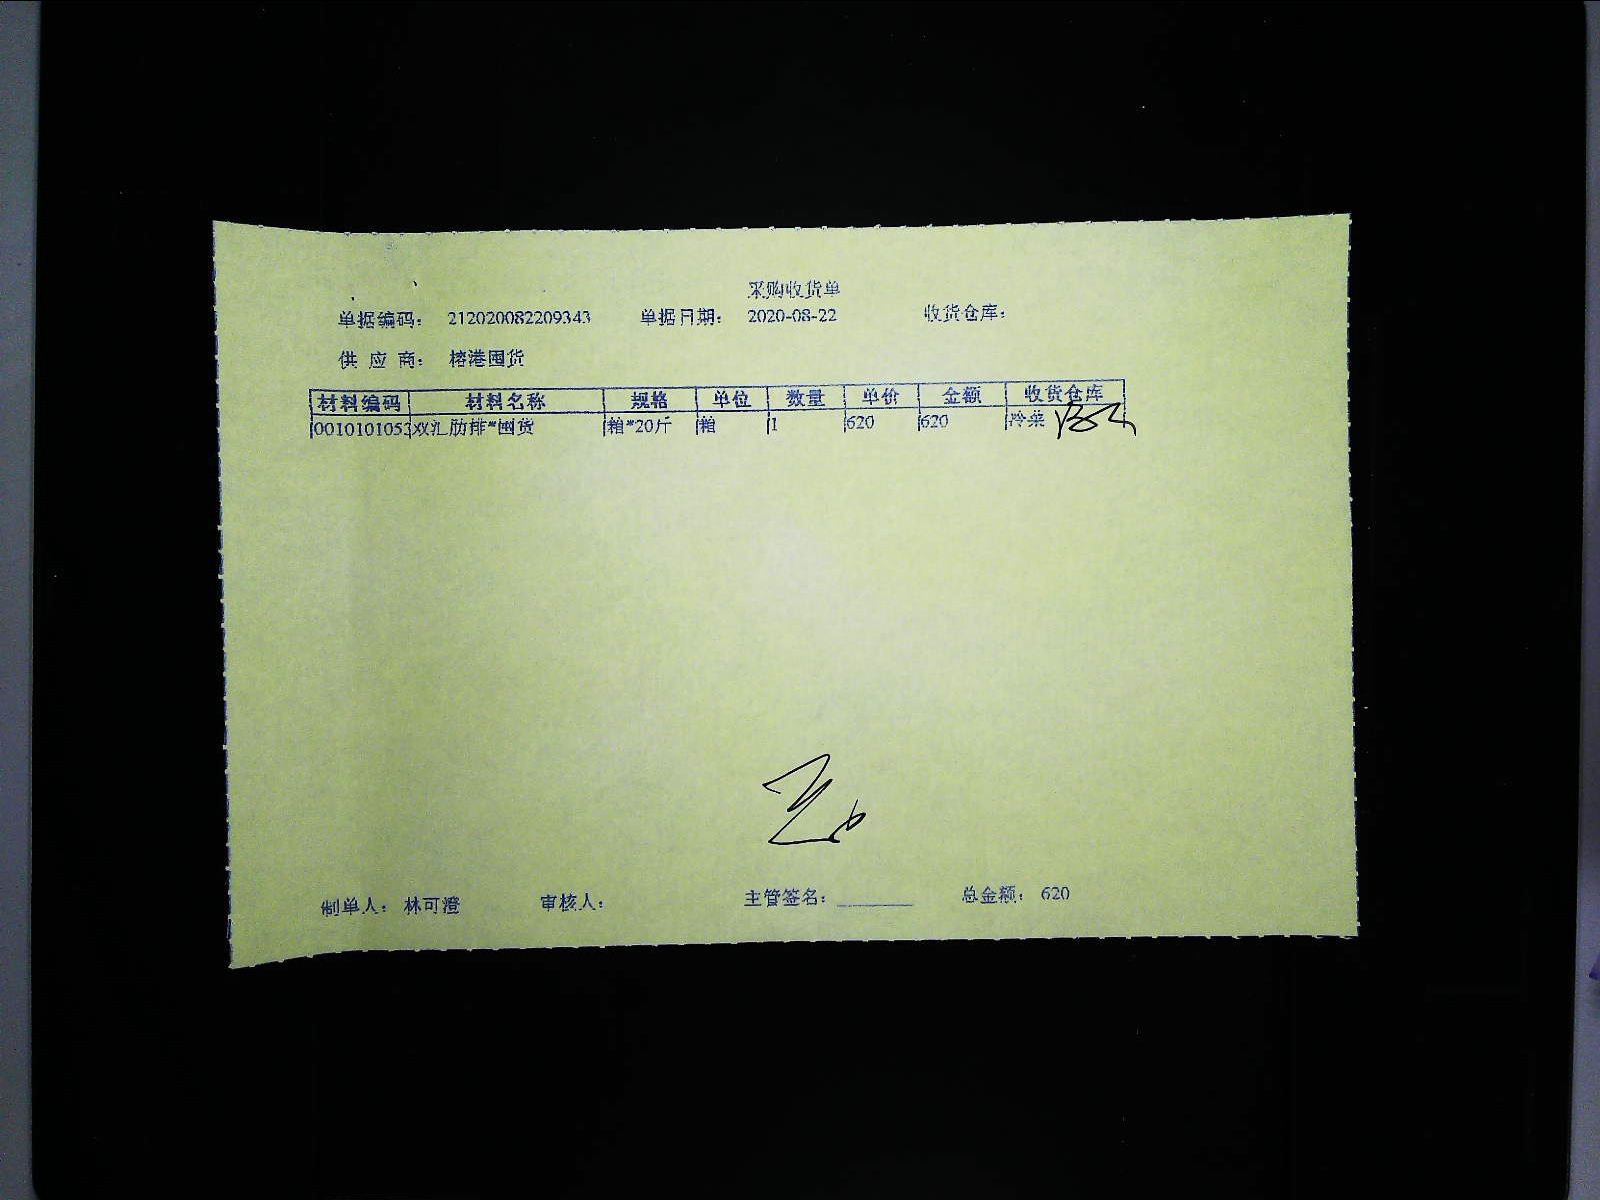 采购收货单
单据编码： 212020082209343 单据日期： 2020-08-22 收货仓库：
供 应 商： 榕港囤货
材料编码 材料名称 规格 单位 数量 单价 金额 收货仓库
0010101053 双汇肋排*囤货 箱*20斤 箱 1 620 620 冷菜
制单人： 林可澄 审核人： 主管签名： 总金额： 620